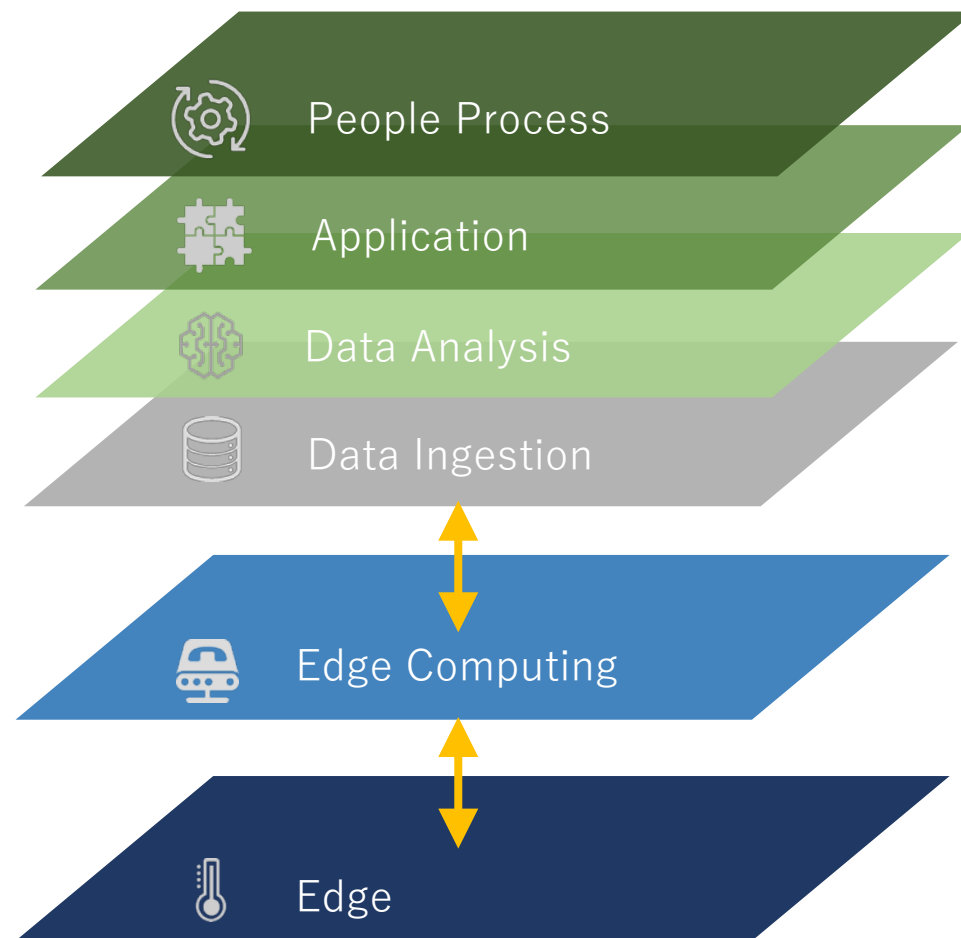 People Process
Application
Data Analysis
Data Ingestion
Edge Computing
Edge